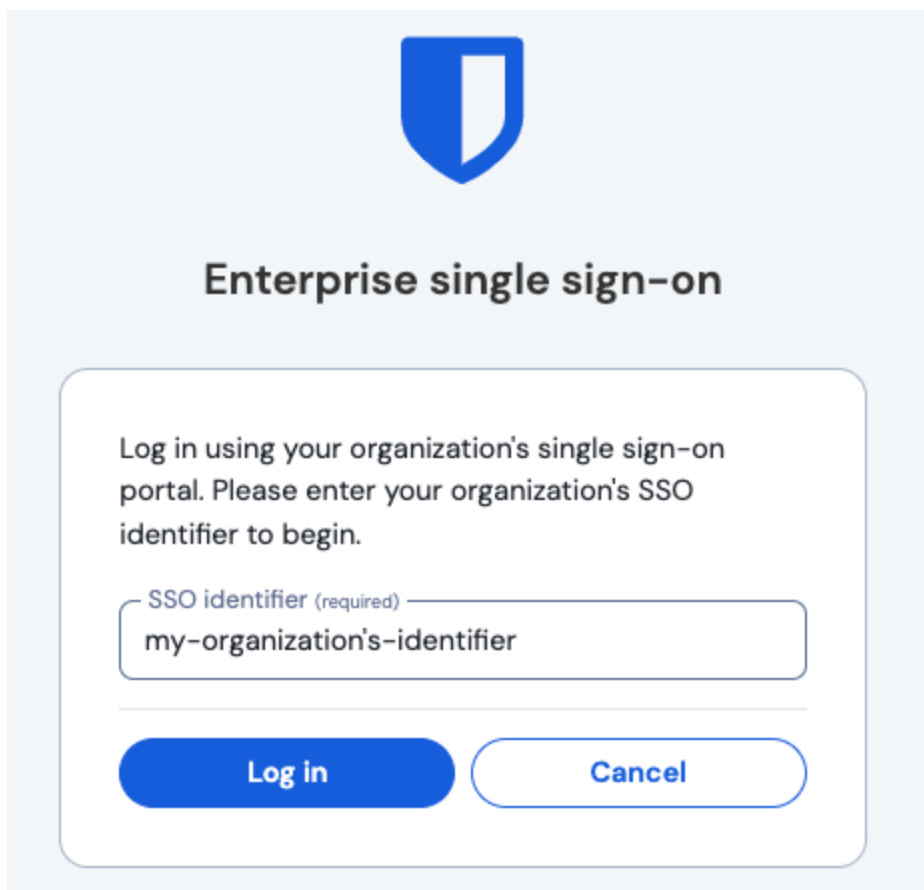 Enterprise single sign-on
Log in using your organization's single sign-on
portal. Please enter your organization's SSO
identifier to begin.
SSO identifier (required)
my-organization's-identifier
Log in
Cancel